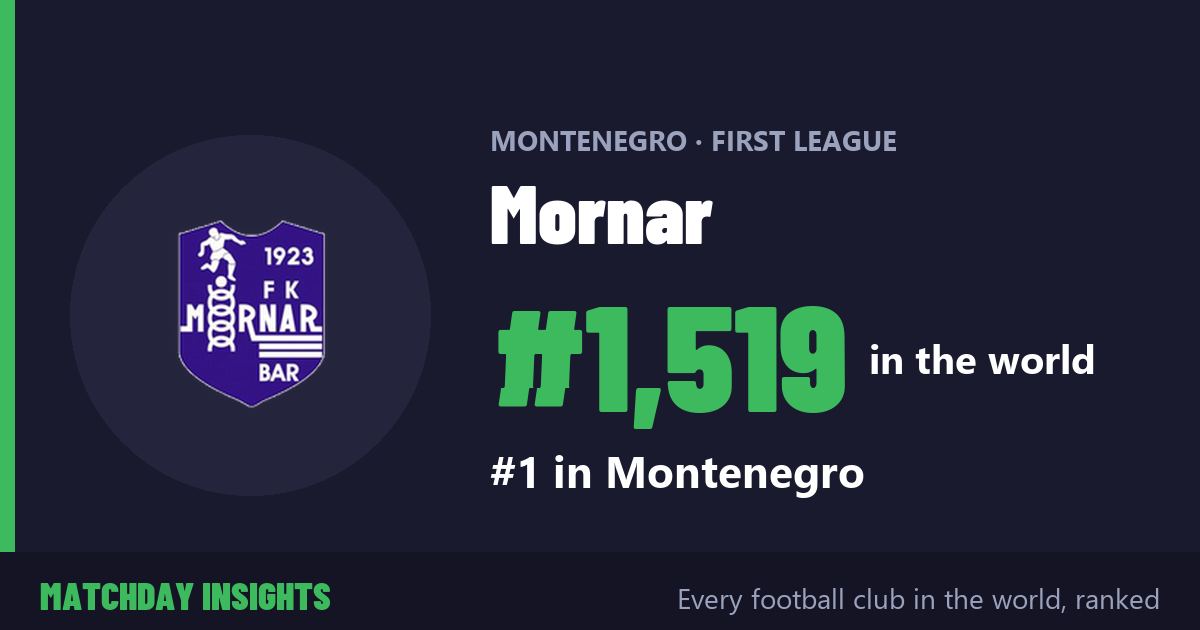 MONTENEGRO · FIRST LEAGUE
Mornar
#1,519 in the world
#1 in Montenegro
1923
F K
MORNAR
BAR
MATCHDAY INSIGHTS
Every football club in the world, ranked